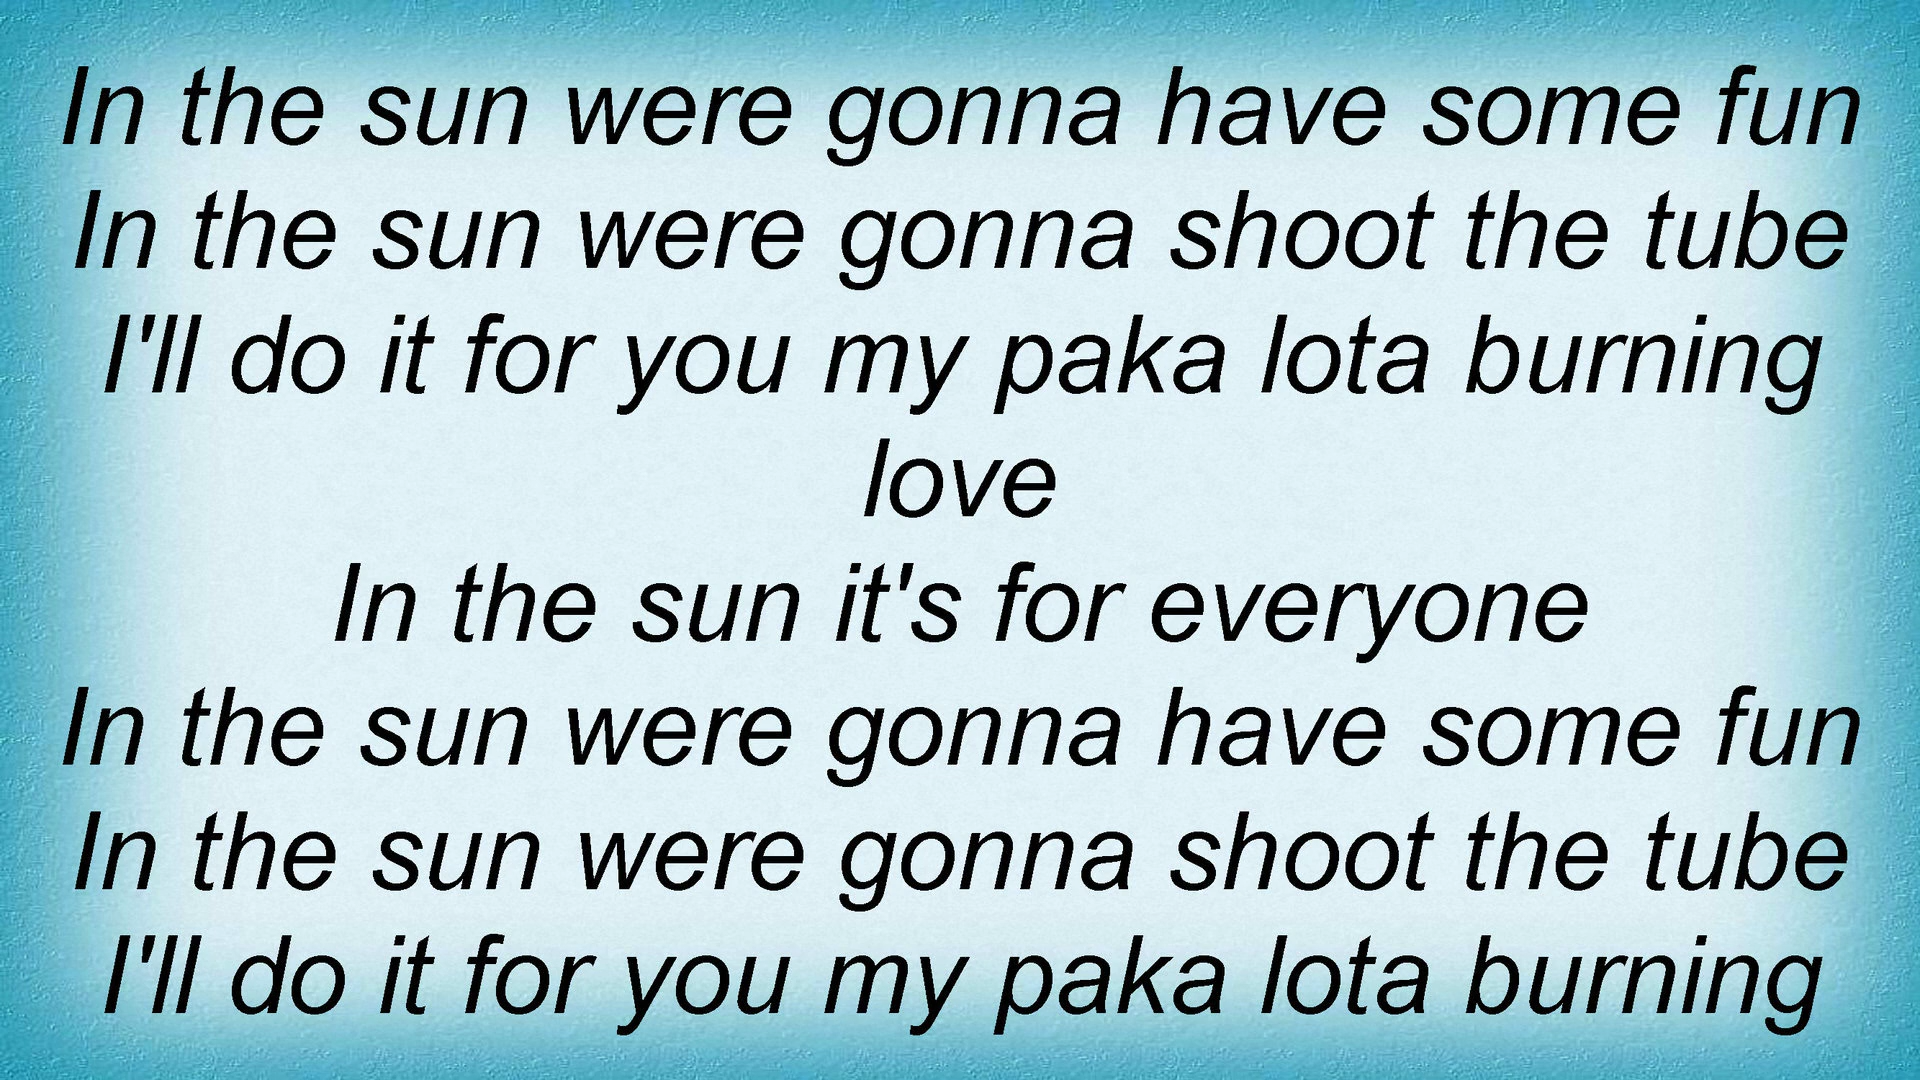 In the sun were gonna have some fun
In the sun were gonna shoot the tube
I'll do it for you my paka lota burning
love
In the sun it's for everyone
In the sun were gonna have some fun
In the sun were gonna shoot the tube
I'll do it for you my paka lota burning